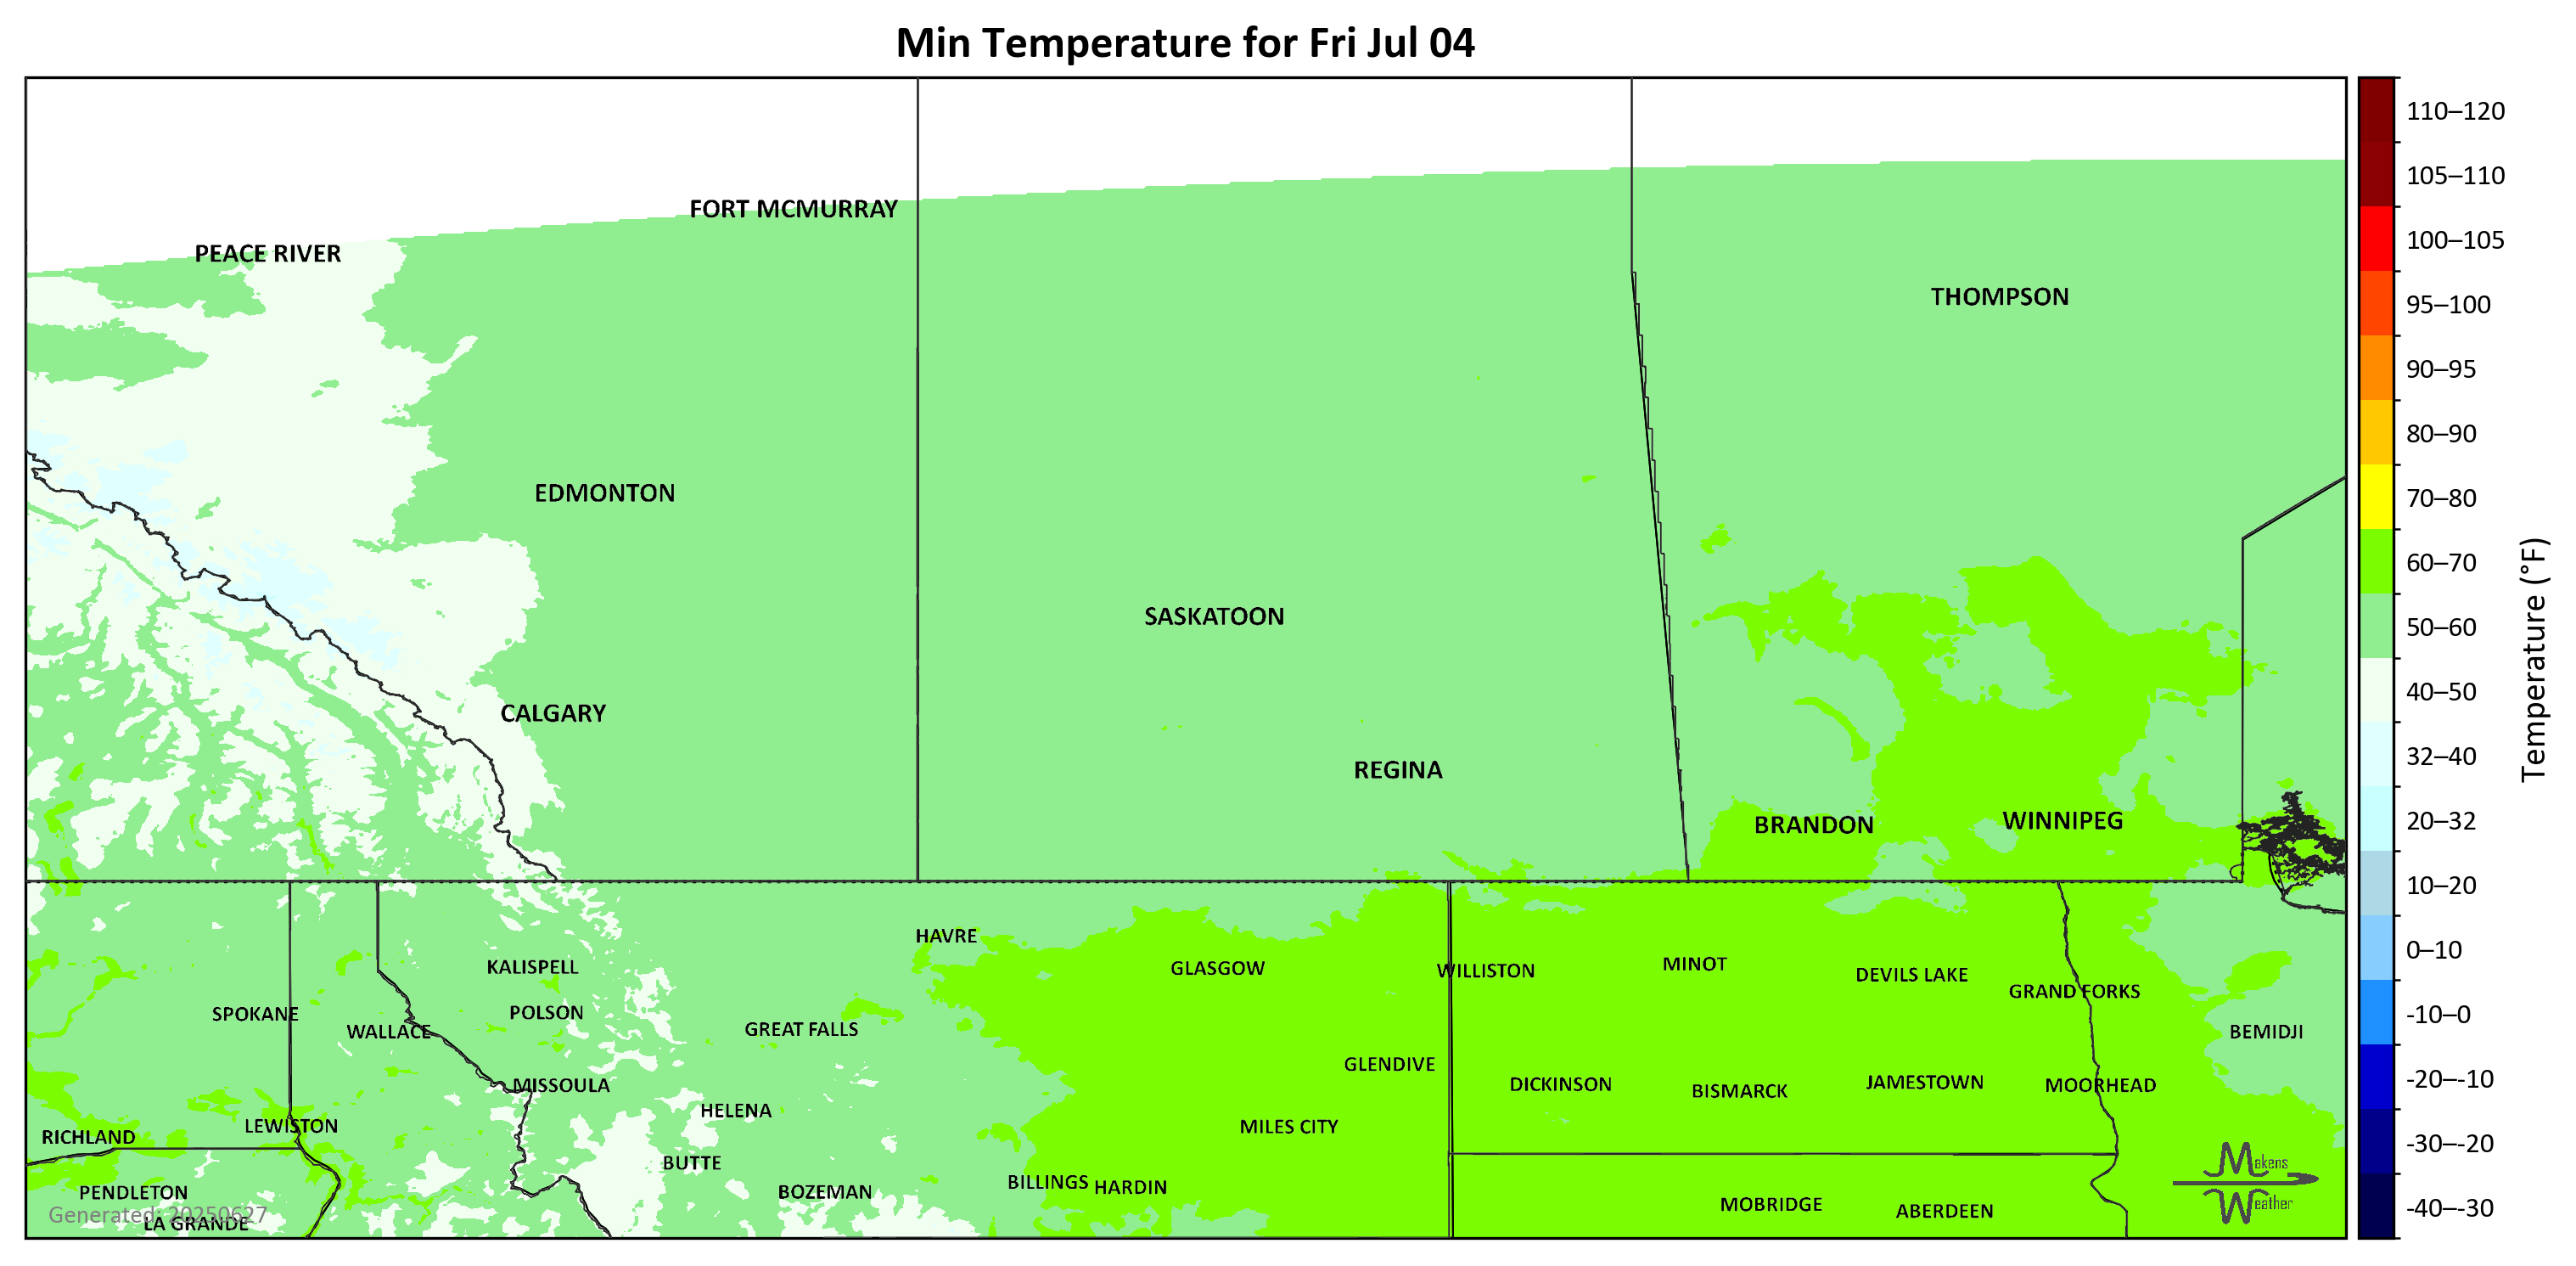 Min Temperature for Fri Jul 04
FORT MCMURRAY
PEACE RIVER
THOMPSON
EDMONTON
SASKATOON
CALGARY
REGINA
BRANDON
WINNIPEG
HAVRE
KALISPELL
GLASGOW
WILLISTON
MINOT
DEVILS LAKE
GRAND FORKS
SPOKANE
POLSON
WALLACE
GREAT FALLS
BEMIDJI
GLENDIVE
MISSOULA
DICKINSON
BISMARCK
JAMESTOWN
MOORHEAD
HELENA
LEWISTON
MILES CITY
RICHLAND
BUTTE
PENDLETON
BOZEMAN
BILLINGS
HARDIN
MOBRIDGE
ABERDEEN
Generated: 20250627
LA GRANDE
Makens
Weather
110–120
105–110
100–105
95–100
90–95
80–90
70–80
60–70
50–60
40–50
32–40
20–32
10–20
0–10
-10–0
-20–-10
-30–-20
-40–-30
Temperature (°F)